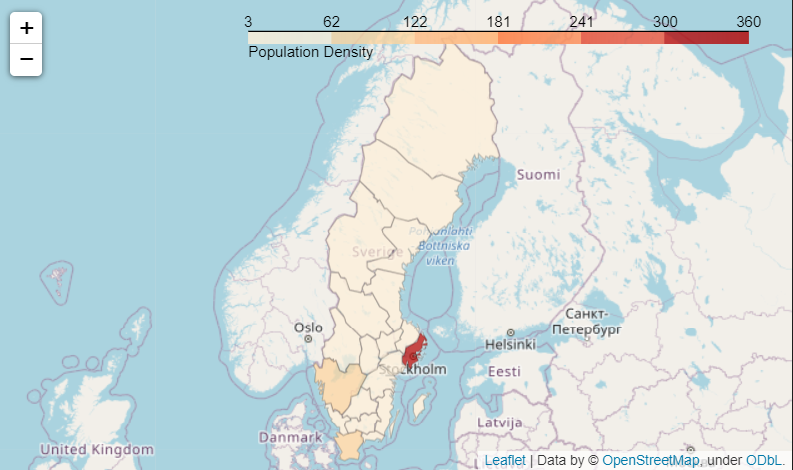 +
−
3 62 122 181 241 300 360
Population Density
Suomi
Bottniska
viken
Sverige
Санкт-
Петербург
Oslo
Helsinki
Stockholm
Eesti
Latvija
Danmark
United Kingdom
Leaflet | Data by © OpenStreetMap, under ODbL.